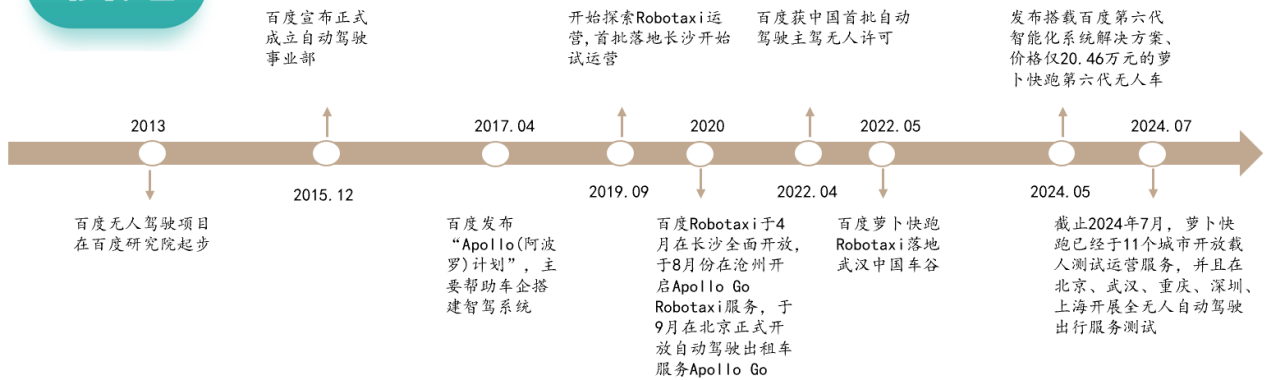 百度宣布正式
成立自动驾驶
事业部
开始探索Robotaxi运
营,首批落地长沙开始
试运营
百度获中国首批自动
驾驶主驾无人许可
发布搭载百度第六代
智能化系统解决方案、
价格仅20.46万元的萝
卜快跑第六代无人车
2013
2017.04
2020
2022.05
2024.07
2015.12
2019.09
2022.04
2024.05
百度无人驾驶项目
在百度研究院起步
百度发布
“Apollo(阿波
罗)计划”，主
要帮助车企搭
建智驾系统
百度Robotaxi于4
月在长沙全面开放，
于8月份在沧州开
启Apollo Go
Robotaxi服务，于
9月在北京正式开
放自动驾驶出租车
服务Apollo Go
百度萝卜快跑
Robotaxi落地
武汉中国车谷
截止2024年7月，萝卜快
跑已经于11个城市开放载
人测试运营服务，并且在
北京、武汉、重庆、深圳、
上海开展全无人自动驾驶
出行服务测试